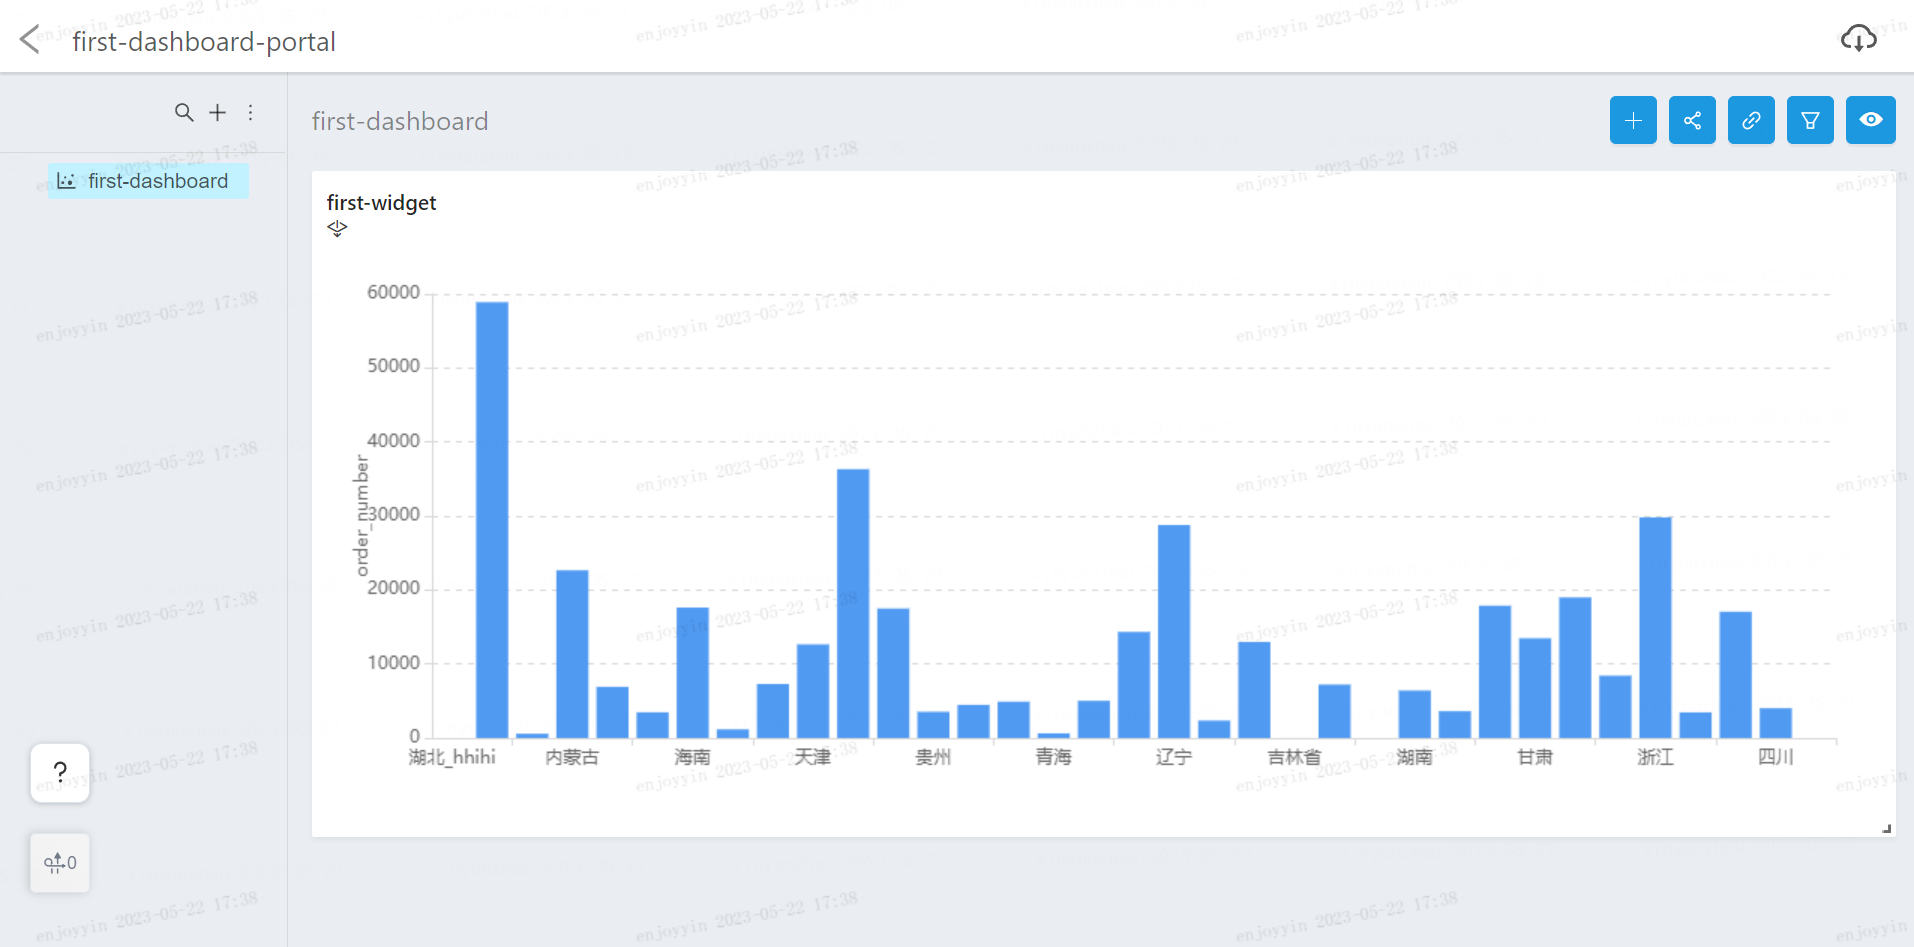 first-dashboard-portal
first-dashboard
first-dashboard
first-widget
order_number
60000
50000
40000
30000
20000
10000
0
湖北_hhihi
内蒙古
海南
天津
贵州
青海
辽宁
吉林省
湖南
甘肃
浙江
四川
?
0
enjoyyin 2023-05-22 17:38